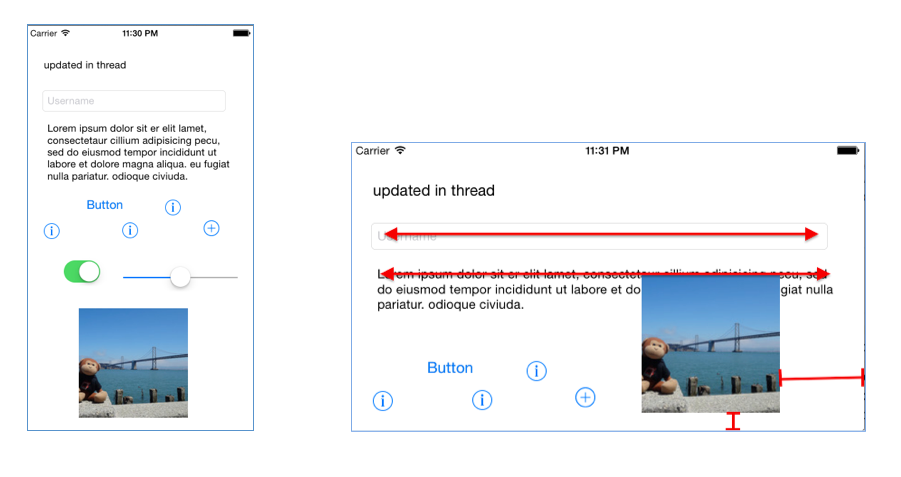 Carrier
11:30 PM
updated in thread
Username
Lorem ipsum dolor sit er elit lamet,
consectetaur cillium adipisicing pecu,
sed do eiusmod tempor incididunt ut
labore et dolore magna aliqua. eu fugiat
nulla pariatur. odioque civiuda.
Button
Carrier
11:31 PM
updated in thread
Username
Lorem ipsum dolor sit er elit lamet, consectetaur cillium adipisicing pecu, sed
do eiusmod tempor incididunt ut labore et do giat nulla
pariatur. odioque civiuda.
Button